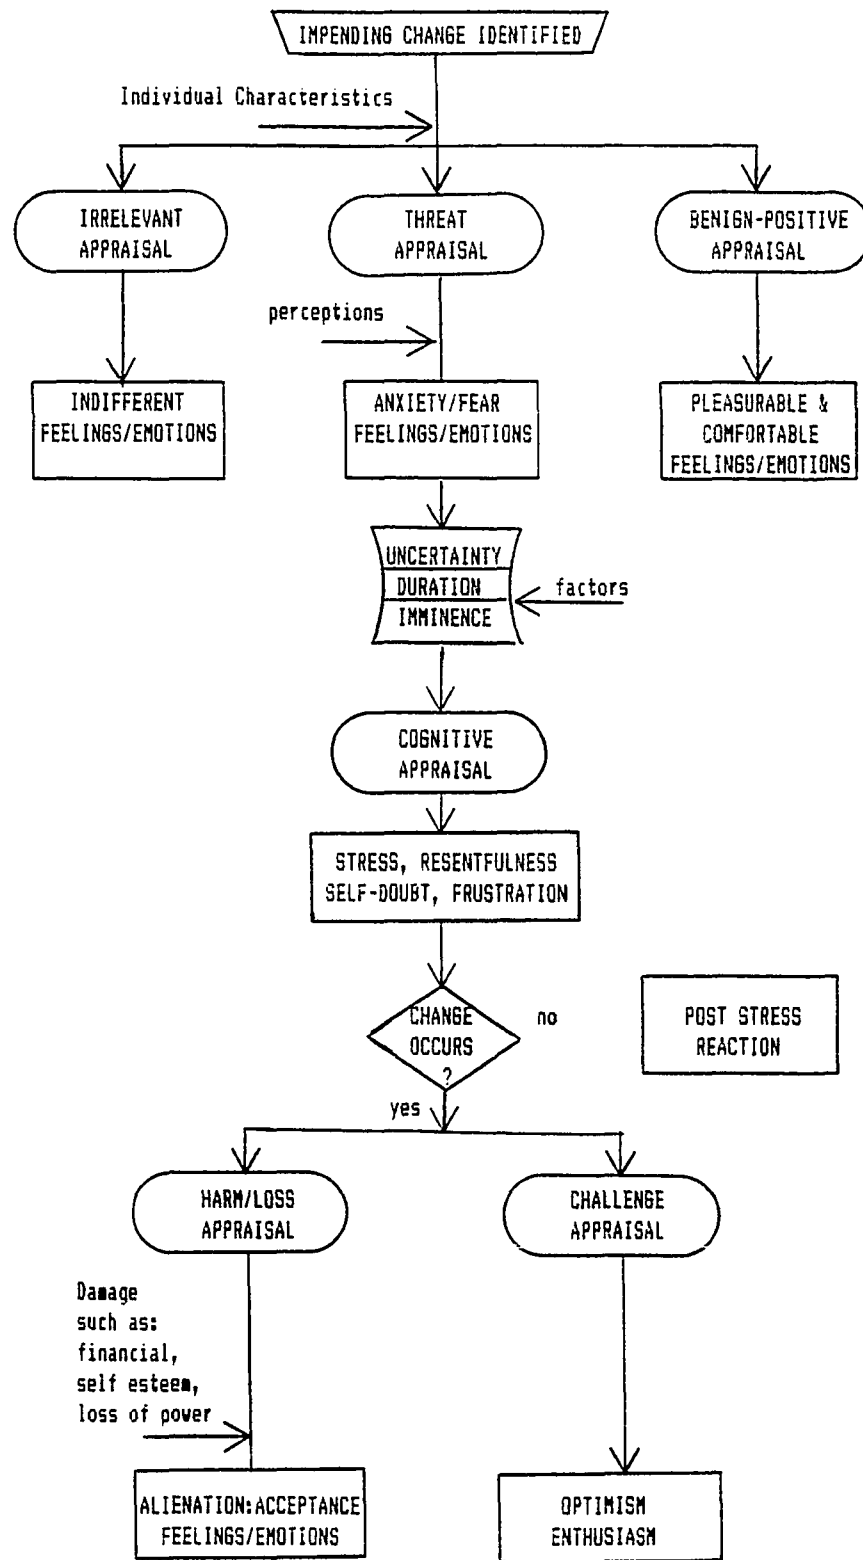 IMPENDING CHANGE IDENTIFIED
Individual Characteristics
IRRELEVANT
APPRAISAL
THREAT
APPRAISAL
BENIGN-POSITIVE
APPRAISAL
perceptions
INDIFFERENT
FEELINGS/EMOTIONS
ANXIETY/FEAR
FEELINGS/EMOTIONS
PLEASURABLE &
COMFORTABLE
FEELINGS/EMOTIONS
UNCERTAINTY
DURATION
IMMINENCE
factors
COGNITIVE
APPRAISAL
STRESS, RESENTFULNESS
SELF-DOUBT, FRUSTRATION
CHANGE
OCCURS
?
no
POST STRESS
REACTION
yes
HARM/LOSS
APPRAISAL
CHALLENGE
APPRAISAL
Damage
such as:
financial,
self esteem,
loss of power
ALIENATION:ACCEPTANCE
FEELINGS/EMOTIONS
OPTIMISM
ENTHUSIASM